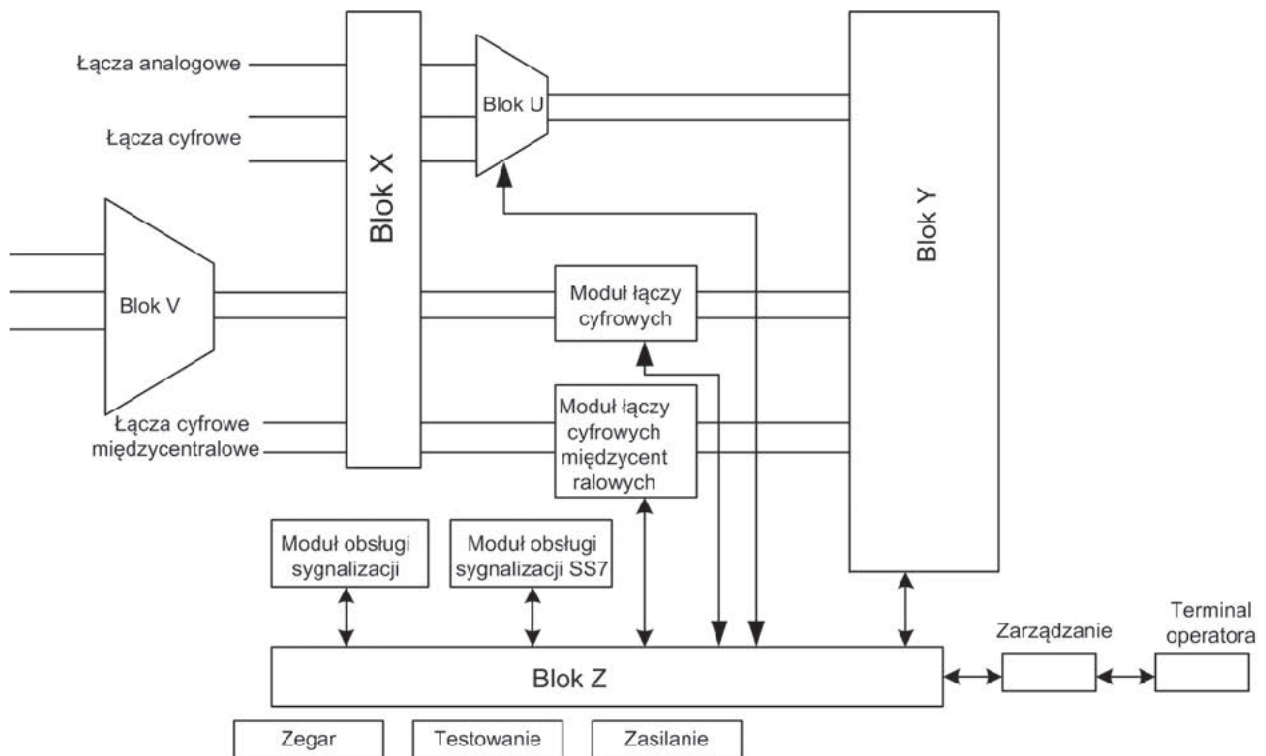 Łącza analogowe
Łącza cyfrowe
Blok X
Blok U
Blok Y
Blok V
Moduł łączy
cyfrowych
Łącza cyfrowe
międzycentralowe
Moduł łączy
cyfrowych
międzycent
ralowych
Moduł obsługi
sygnalizacji
Moduł obsługi
sygnalizacji SS7
Zarządzanie
Terminal
operatora
Blok Z
Zegar
Testowanie
Zasilanie